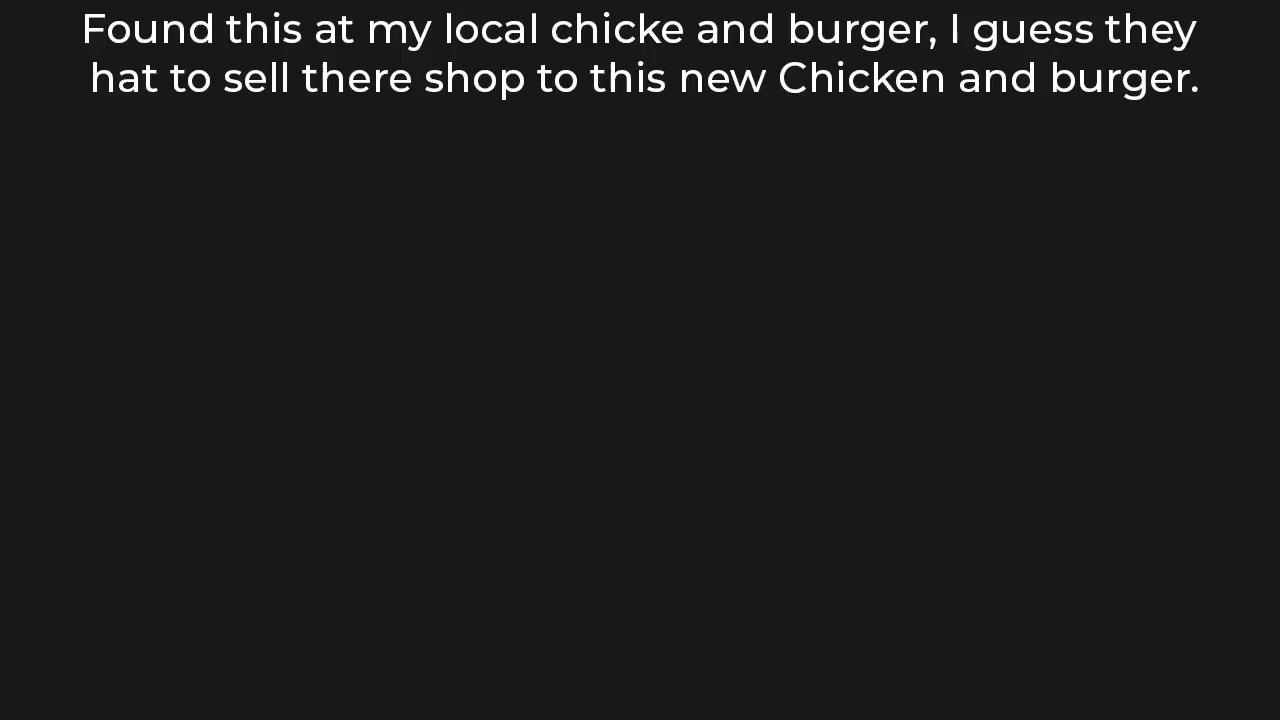 Found this at my local chicke and burger, I guess they
hat to sell there shop to this new Chicken and burger.